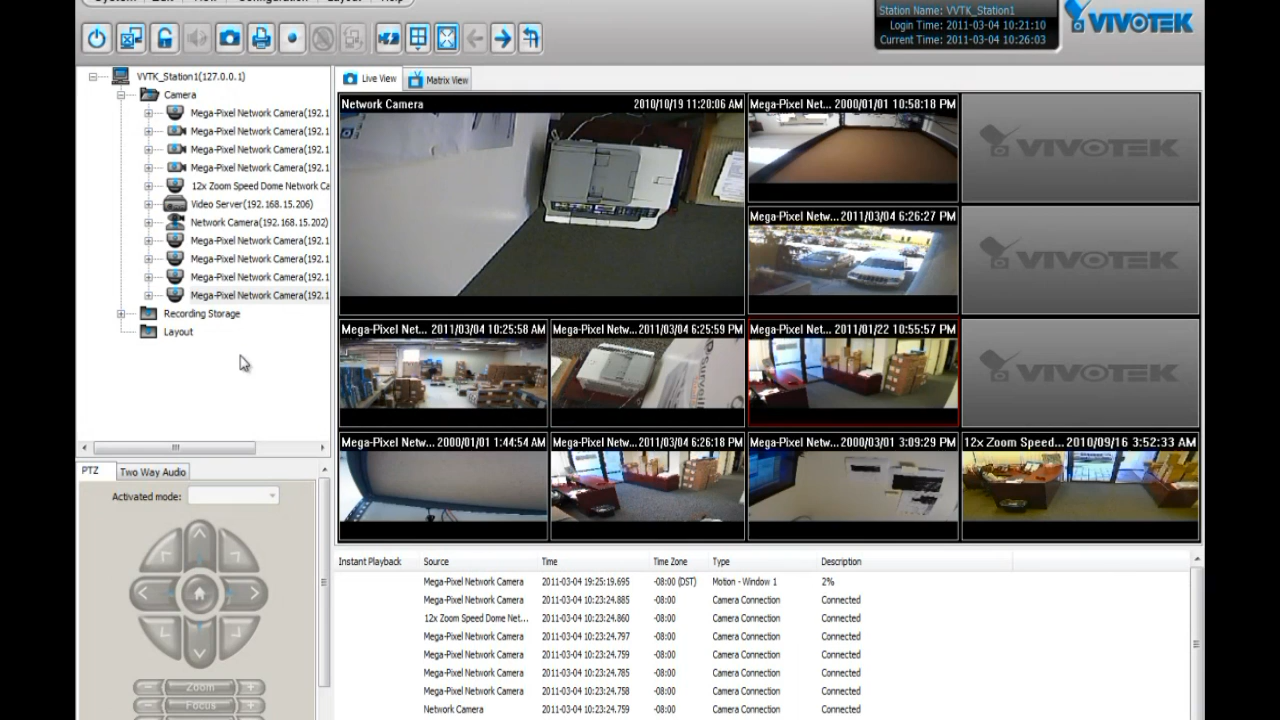 System Edit View Configuration Layout Help
Station Name: VVTK_Station1
Login Time: 2011-03-04 10:21:10
Current Time: 2011-03-04 10:26:03
VIVOTEK
VVTK_Station1(127.0.0.1)
Camera
Mega-Pixel Network Camera(192.1
Mega-Pixel Network Camera(192.1
Mega-Pixel Network Camera(192.1
Mega-Pixel Network Camera(192.1
12x Zoom Speed Dome Network Ca
Video Server(192.168.15.206)
Network Camera(192.168.15.202)
Mega-Pixel Network Camera(192.1
Mega-Pixel Network Camera(192.1
Mega-Pixel Network Camera(192.1
Mega-Pixel Network Camera(192.1
Recording Storage
Layout
PTZ
Two Way Audio
Activated mode:
Zoom
Focus
Live View
Matrix View
Network Camera 2010/10/19 11:20:06 AM
Mega-Pixel Net... 2000/01/01 10:58:18 PM
VIVOTEK
Mega-Pixel Netw... 2011/03/04 6:26:27 PM
VIVOTEK
Mega-Pixel Net... 2011/03/04 10:25:58 AM
Mega-Pixel Netw... 2011/03/04 6:25:59 PM
Mega-Pixel Net... 2011/01/22 10:55:57 PM
VIVOTEK
Mega-Pixel Netw... 2000/01/01 1:44:54 AM
Mega-Pixel Netw... 2011/03/04 6:26:18 PM
Mega-Pixel Netw... 2000/03/01 3:09:29 PM
12x Zoom Speed... 2010/09/16 3:52:33 AM
Instant Playback Source Time Time Zone Type Description
Mega-Pixel Network Camera 2011-03-04 19:25:19.695 -08:00 (DST) Motion - Window 1 2%
Mega-Pixel Network Camera 2011-03-04 10:23:24.885 -08:00 Camera Connection Connected
12x Zoom Speed Dome Net... 2011-03-04 10:23:24.860 -08:00 Camera Connection Connected
Mega-Pixel Network Camera 2011-03-04 10:23:24.797 -08:00 Camera Connection Connected
Mega-Pixel Network Camera 2011-03-04 10:23:24.759 -08:00 Camera Connection Connected
Mega-Pixel Network Camera 2011-03-04 10:23:24.785 -08:00 Camera Connection Connected
Mega-Pixel Network Camera 2011-03-04 10:23:24.758 -08:00 Camera Connection Connected
Network Camera 2011-03-04 10:23:24.759 -08:00 Camera Connection Connected